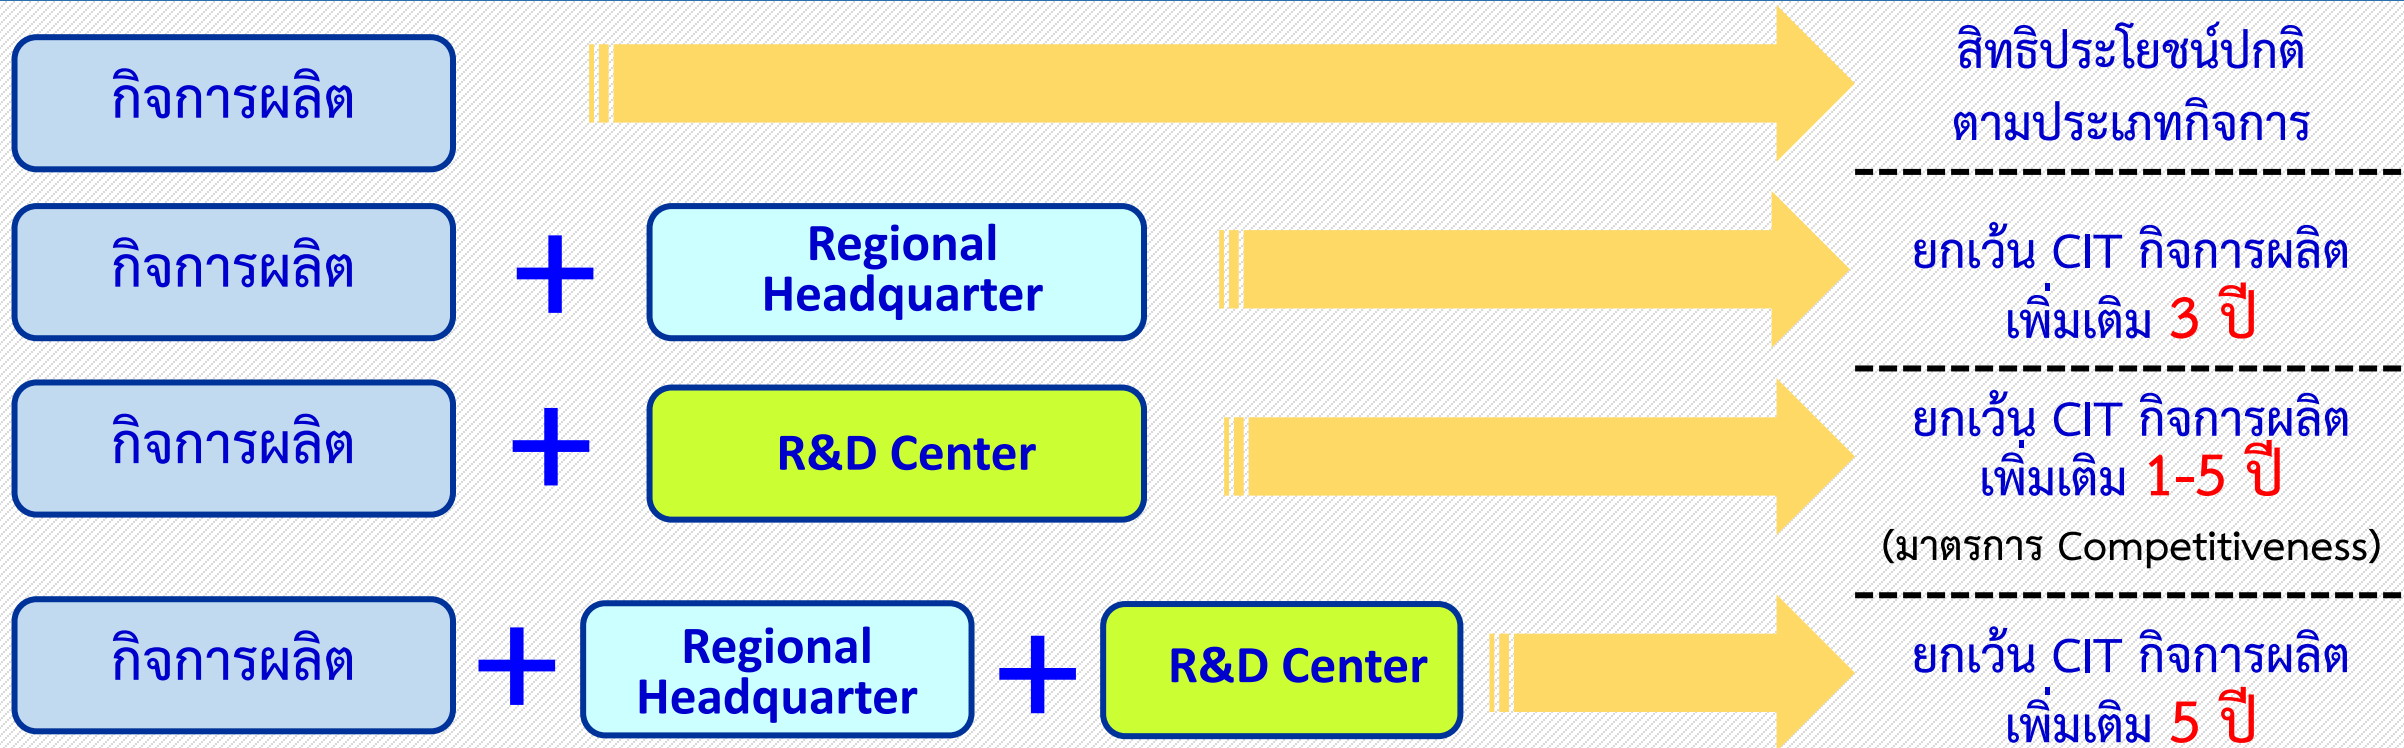 กิจการผลิต
สิทธิประโยชน์ปกติ
ตามประเภทกิจการ
กิจการผลิต
+
Regional
Headquarter
ยกเว้น CIT กิจการผลิต
เพิ่มเติม 3 ปี
กิจการผลิต
+
R&D Center
ยกเว้น CIT กิจการผลิต
เพิ่มเติม 1-5 ปี
(มาตรการ Competitiveness)
กิจการผลิต
+
Regional
Headquarter
+
R&D Center
ยกเว้น CIT กิจการผลิต
เพิ่มเติม 5 ปี